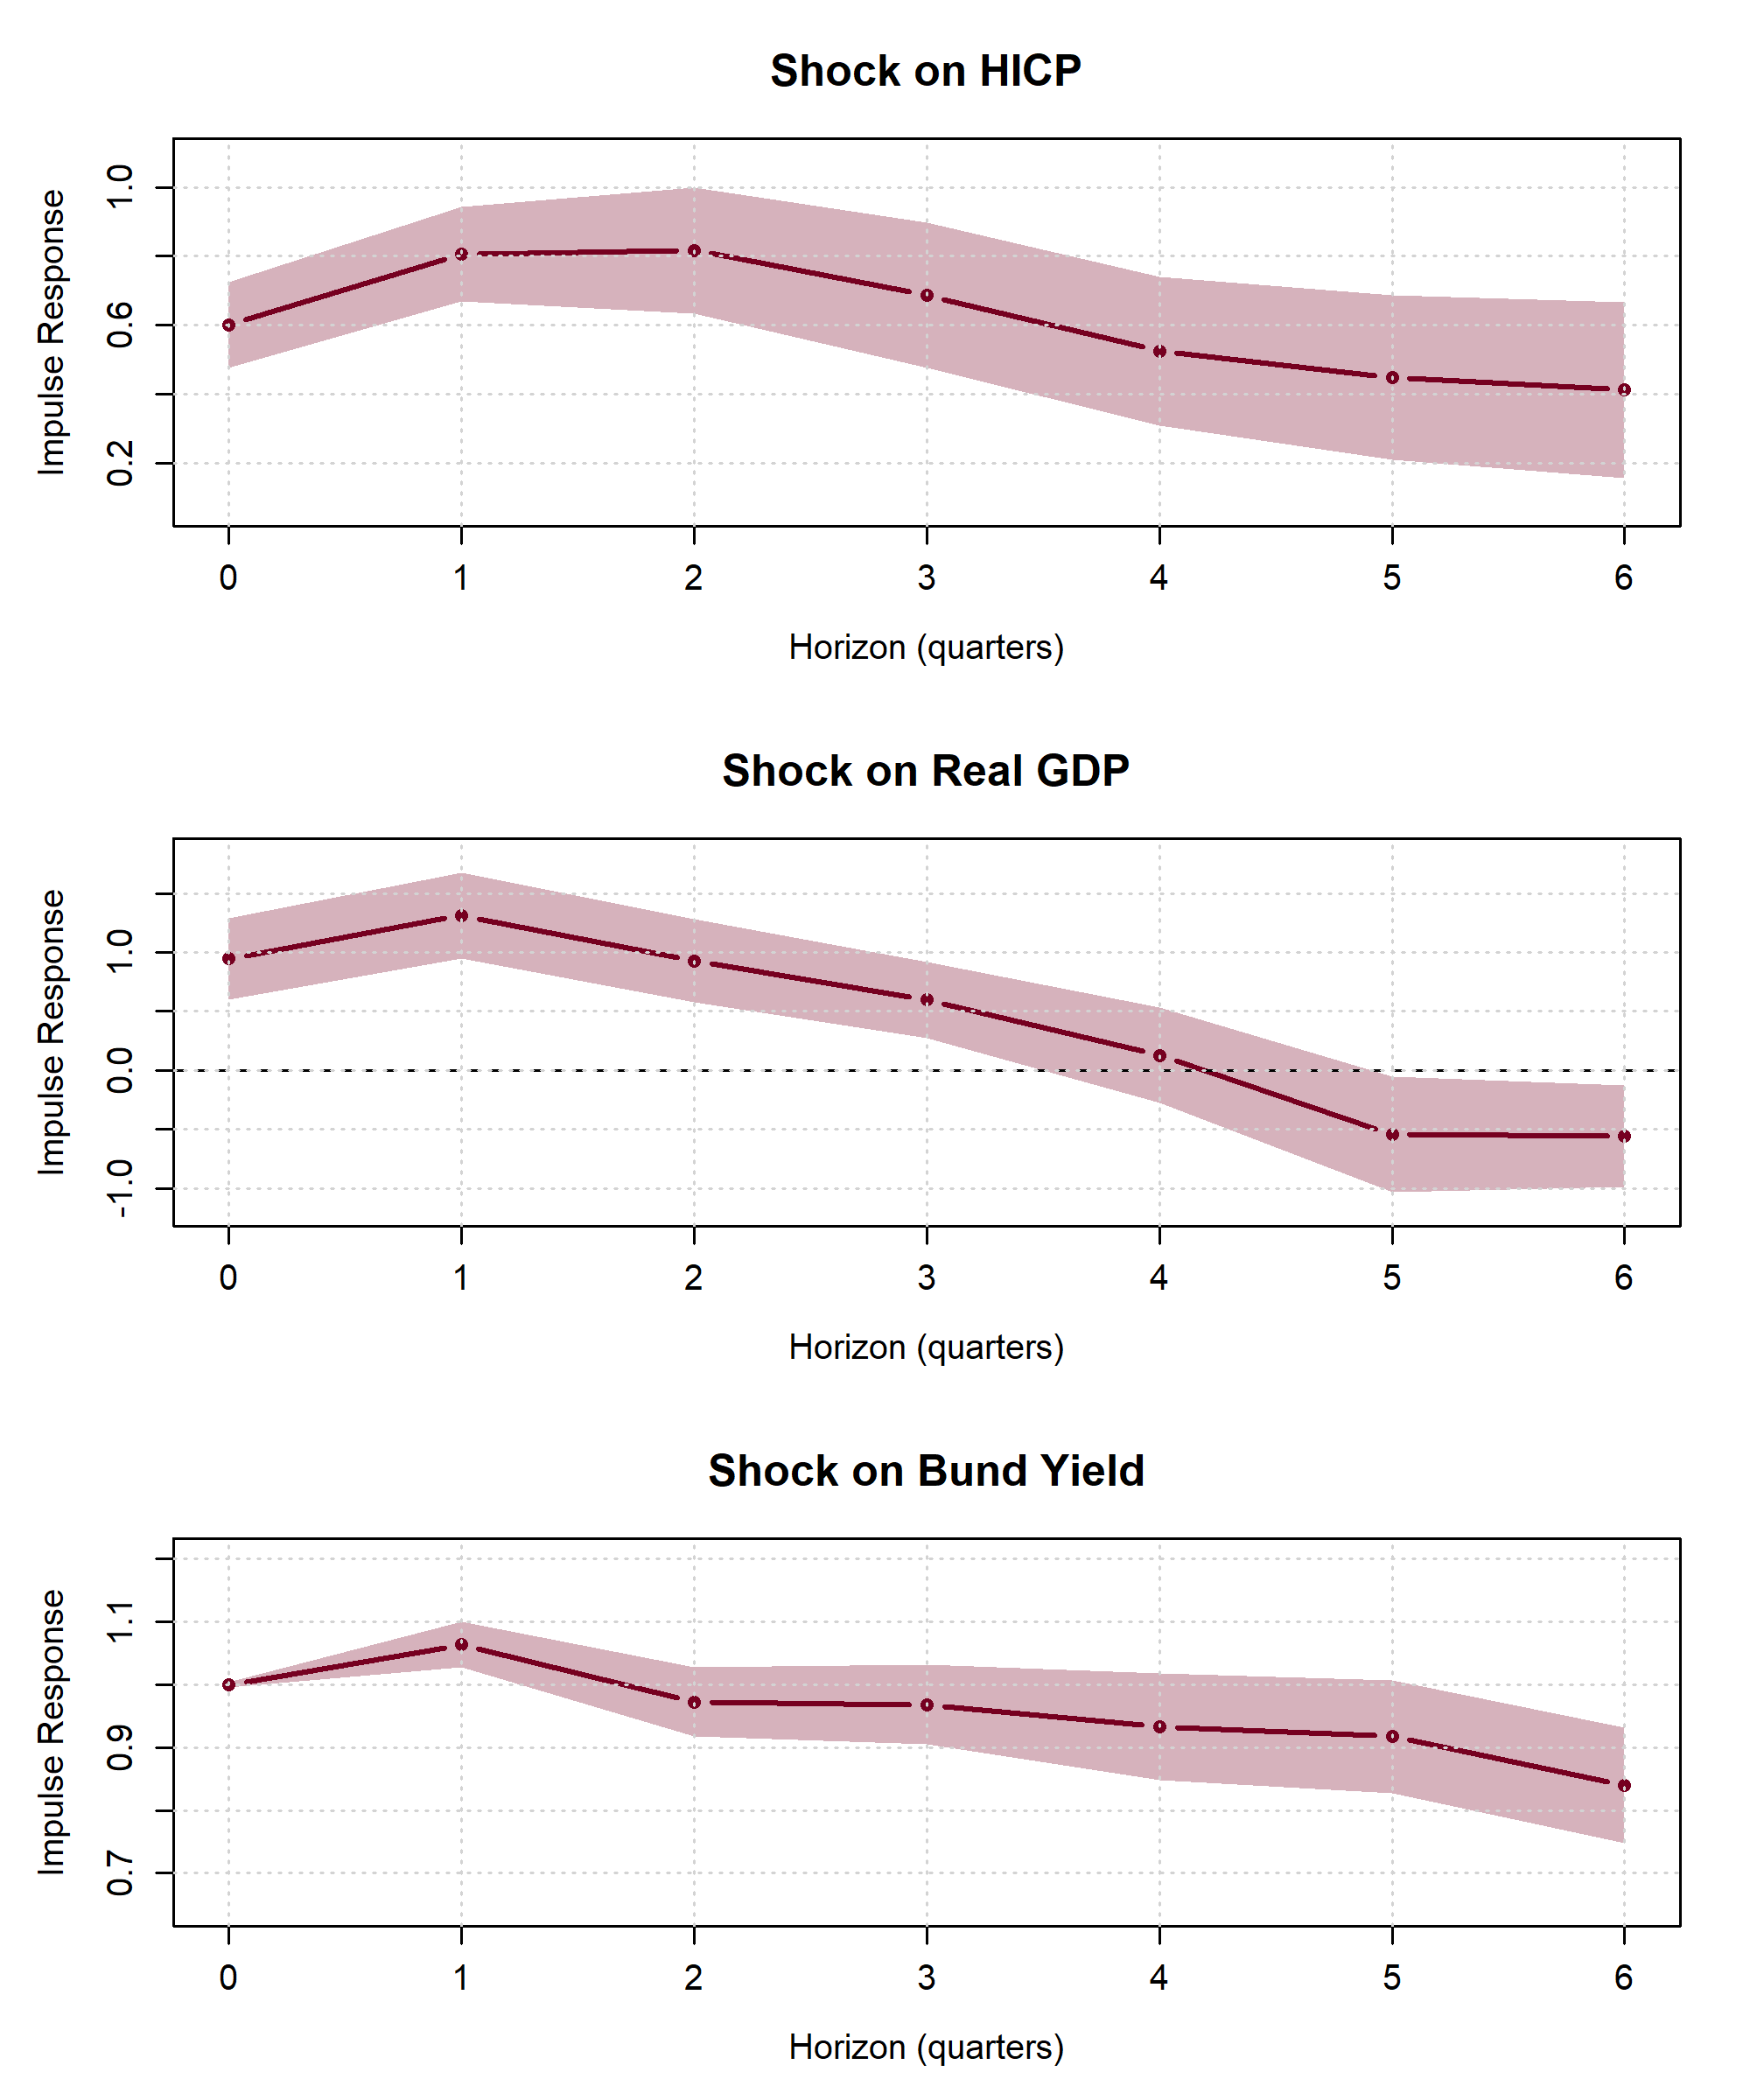 Shock on HICP
Impulse Response
1.0
0.6
0.2
0 1 2 3 4 5 6
Horizon (quarters)
Shock on Real GDP
Impulse Response
1.0
0.0
-1.0
0 1 2 3 4 5 6
Horizon (quarters)
Shock on Bund Yield
Impulse Response
1.1
0.9
0.7
0 1 2 3 4 5 6
Horizon (quarters)